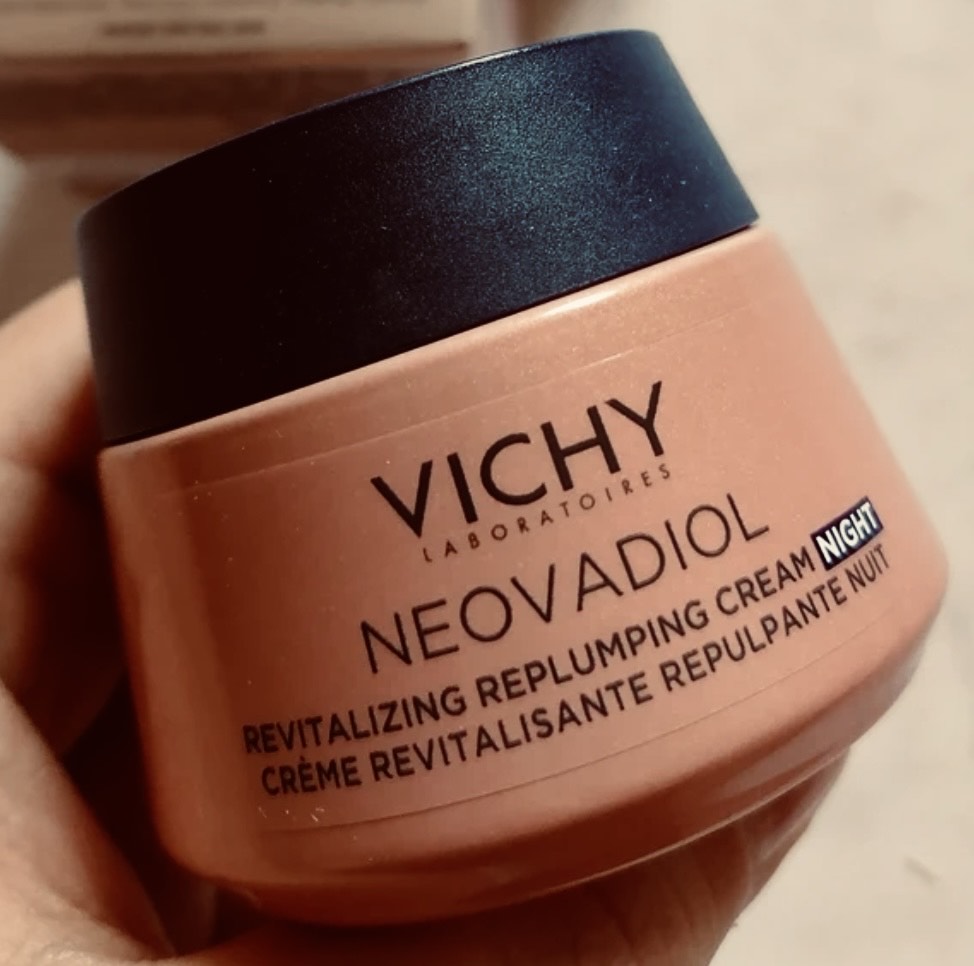 VICHY
LABORATOIRES
NEOVADIOL
REVITALIZING REPLUMPING CREAM NIGHT
CRÈME REVITALISANTE REPULPANTE NUIT